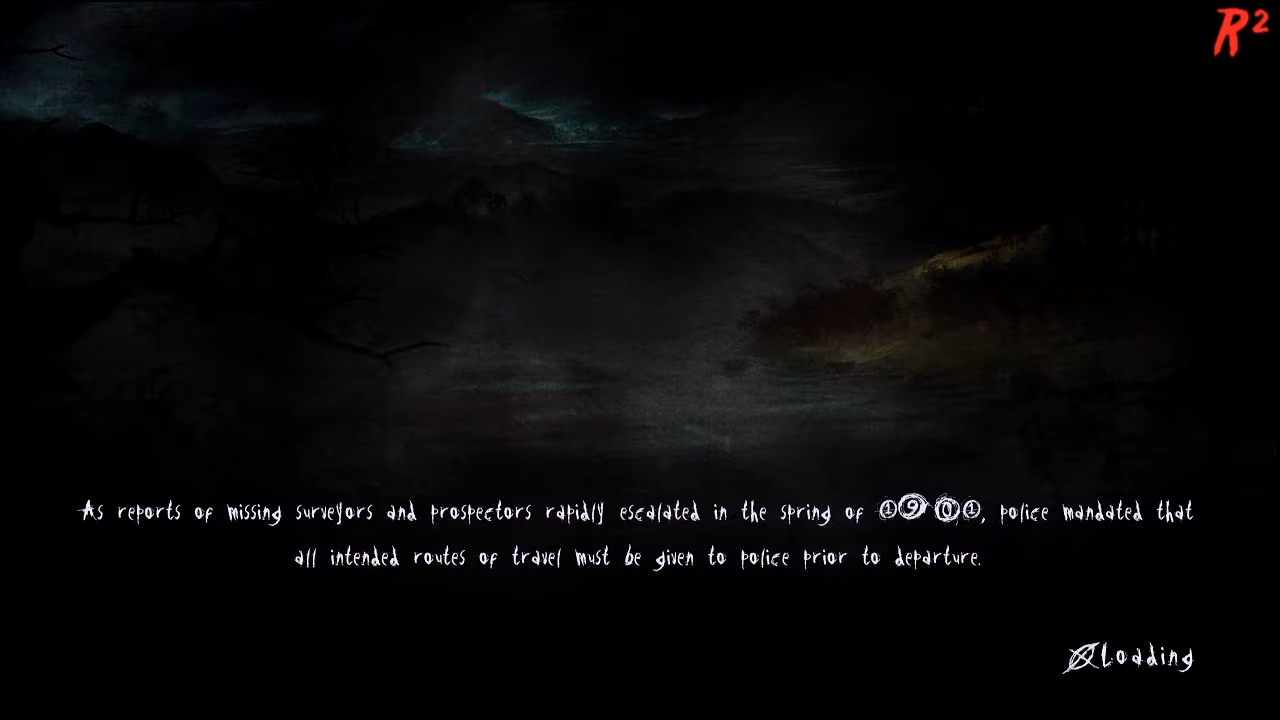 R²
As reports of missing surveyors and prospectors rapidly escalated in the spring of 1901, police mandated that
all intended routes of travel must be given to police prior to departure.
Loading